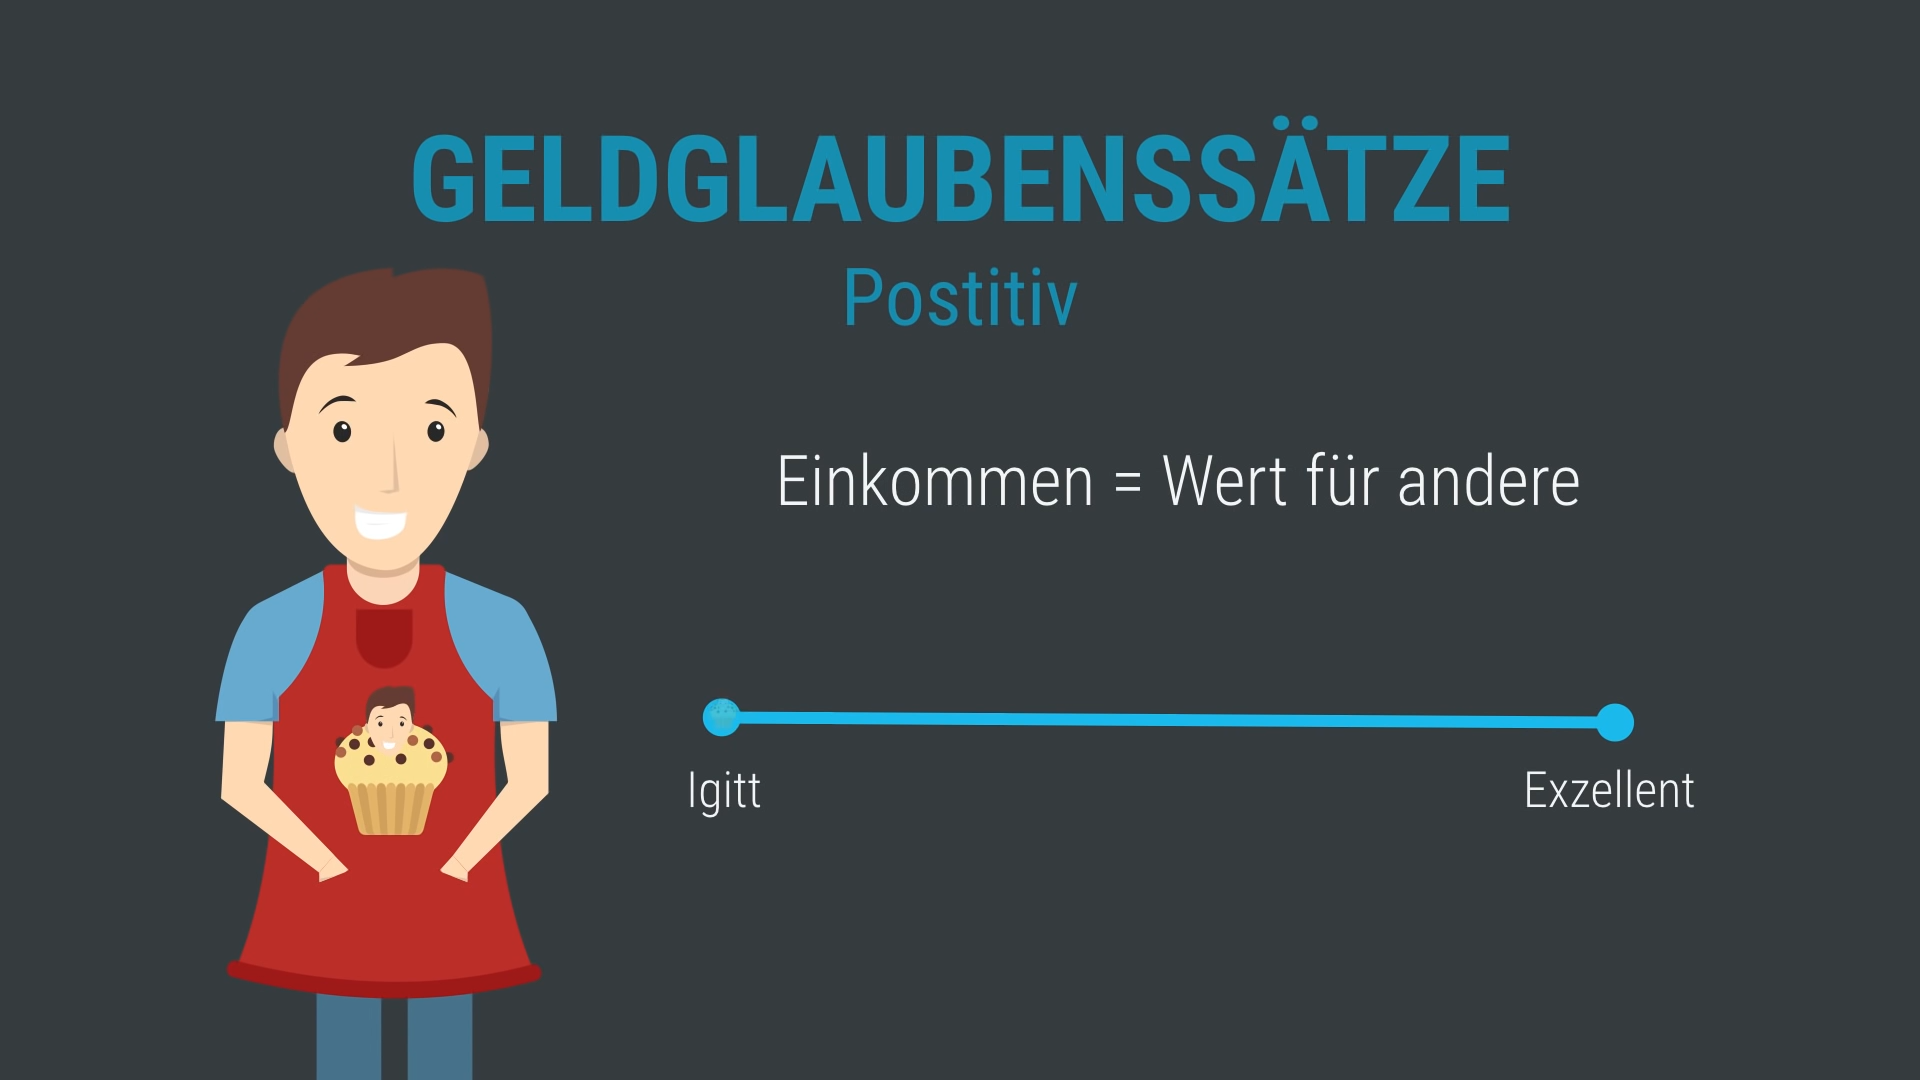 GELDGLAUBENSSÄTZE
Postitiv
Einkommen = Wert für andere
Igitt
Exzellent